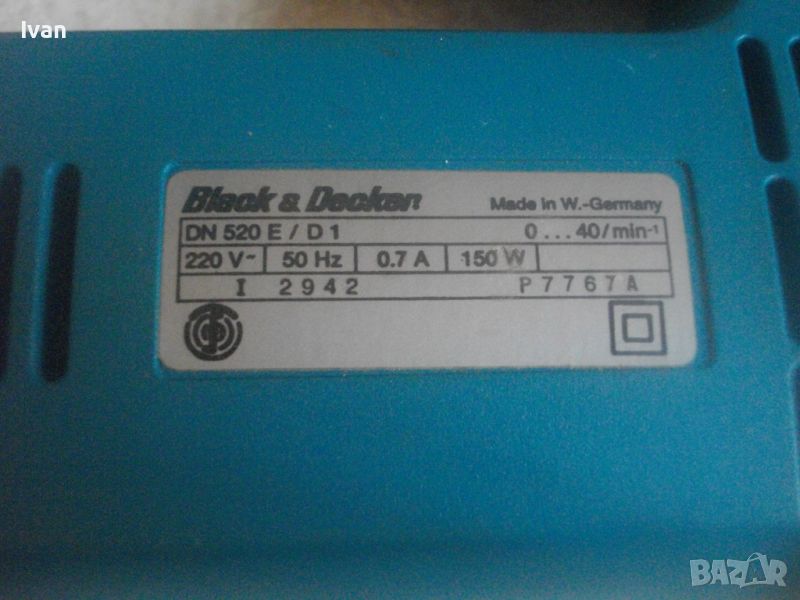 Ivan
Black & Decker Made in W.-Germany
DN 520 E / D 1 0 ... 40/min-¹
220 V~ 50 Hz 0.7 A 150 W
I 2942 P7767A
BAZAR